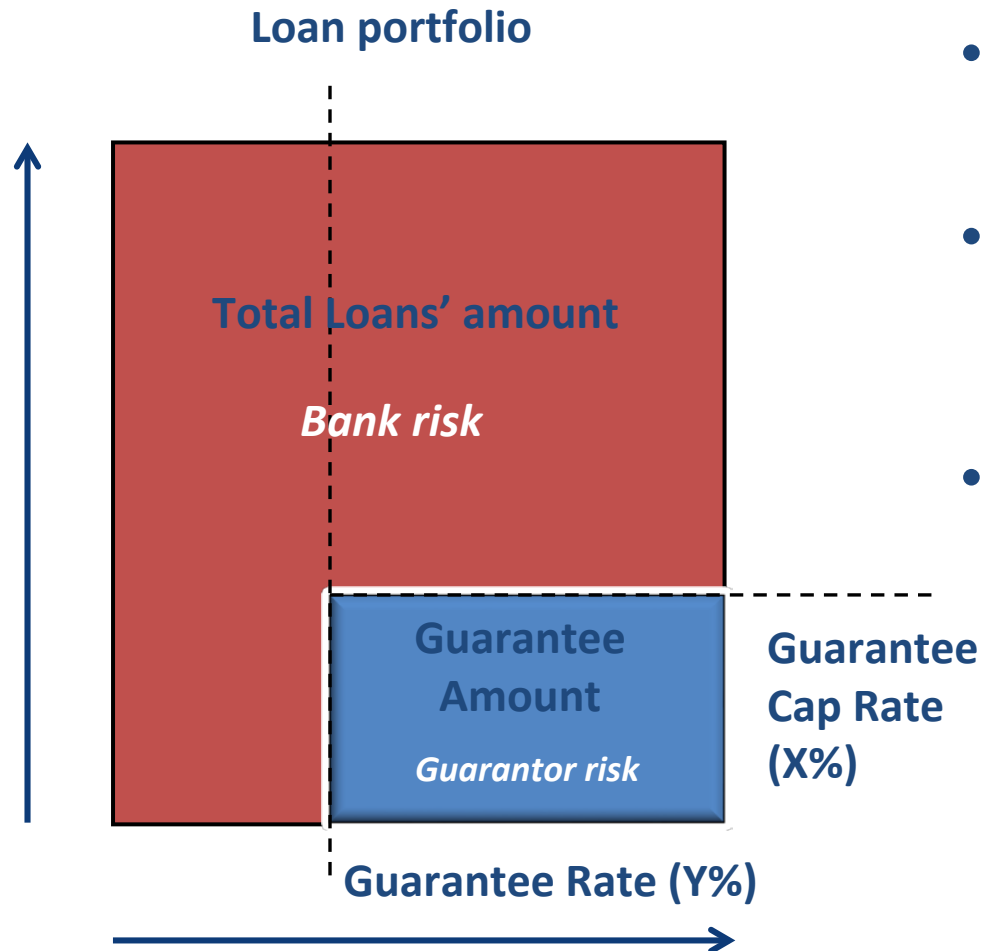 Loan portfolio
•
•
Total Loans’ amount
Bank risk
•
Guarantee
Amount
Guarantor risk
Guarantee
Cap Rate
(X%)
Guarantee Rate (Y%)